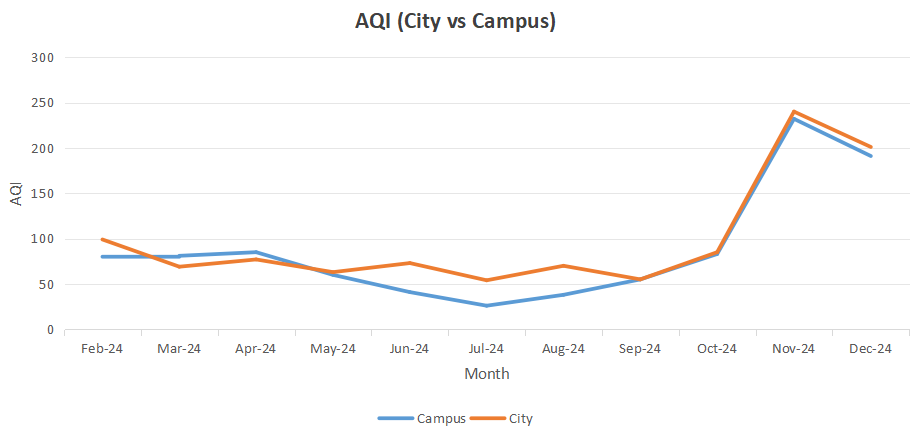 AQI (City vs Campus)
300
250
200
150
100
50
0
AQI
Feb-24 Mar-24 Apr-24 May-24 Jun-24 Jul-24 Aug-24 Sep-24 Oct-24 Nov-24 Dec-24
Month
Campus City